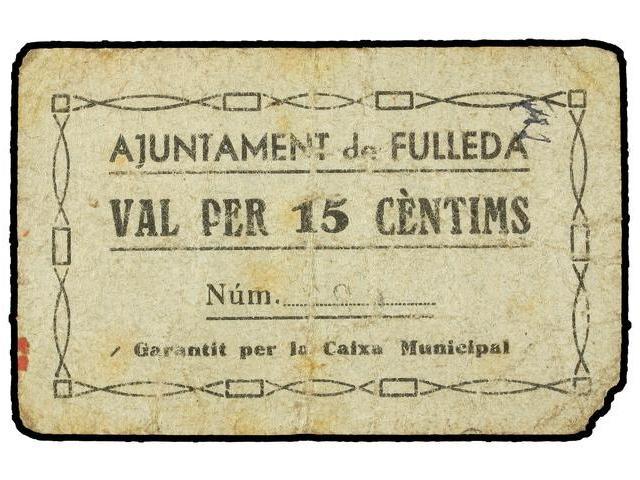 AJUNTAMENT de FULLEDA
VAL PER 15 CÈNTIMS
Núm.
Garantit per la Caixa Municipal